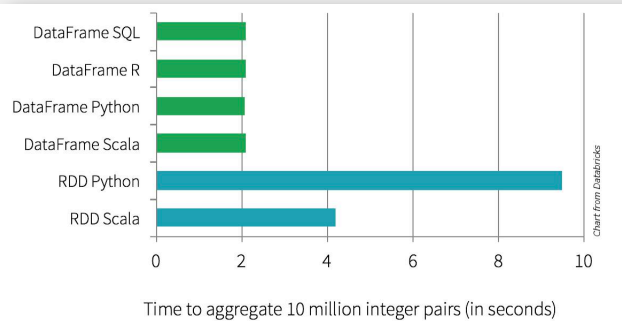 DataFrame SQL
DataFrame R
DataFrame Python
DataFrame Scala
RDD Python
RDD Scala
0 2 4 6 8 10
Time to aggregate 10 million integer pairs (in seconds)
Chart from Databricks